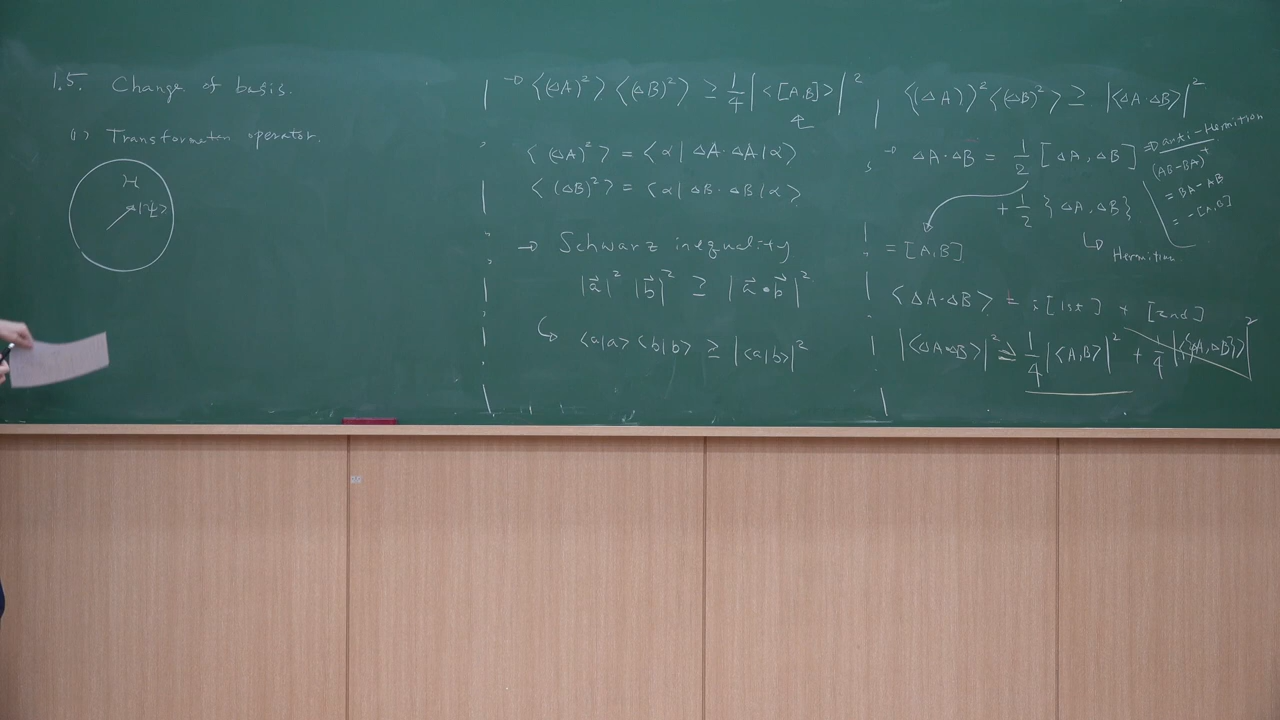 1.5. Change of basis.
(1) Transformation operator.
H
|ψ>
→ <(ΔA)²> <(ΔB)²> ≥ 1/4 |<[A,B]>|²
<(ΔA)²> = <α| ΔA·ΔA |α>
<(ΔB)²> = <α| ΔB·ΔB |α>
→ Schwarz inequality
|a⃗|² |b⃗|² ≥ |a⃗•b⃗|²
<a|a> <b|b> ≥ |<a|b>|²
<(ΔA)>² <(ΔB)²> ≥ |<ΔA·ΔB>|²
→ ΔA·ΔB = 1/2 [ΔA, ΔB] ⇒ anti-Hermition
(AB-BA)⁺
= BA-AB
= -[A,B]
+ 1/2 {ΔA, ΔB}
↳ Hermition
= [A,B]
<ΔA·ΔB> = i[1st] + [2nd]
|<ΔA·ΔB>|² ≥ 1/4 |<A,B>|² + 1/4 |<{ΔA,ΔB}>|²